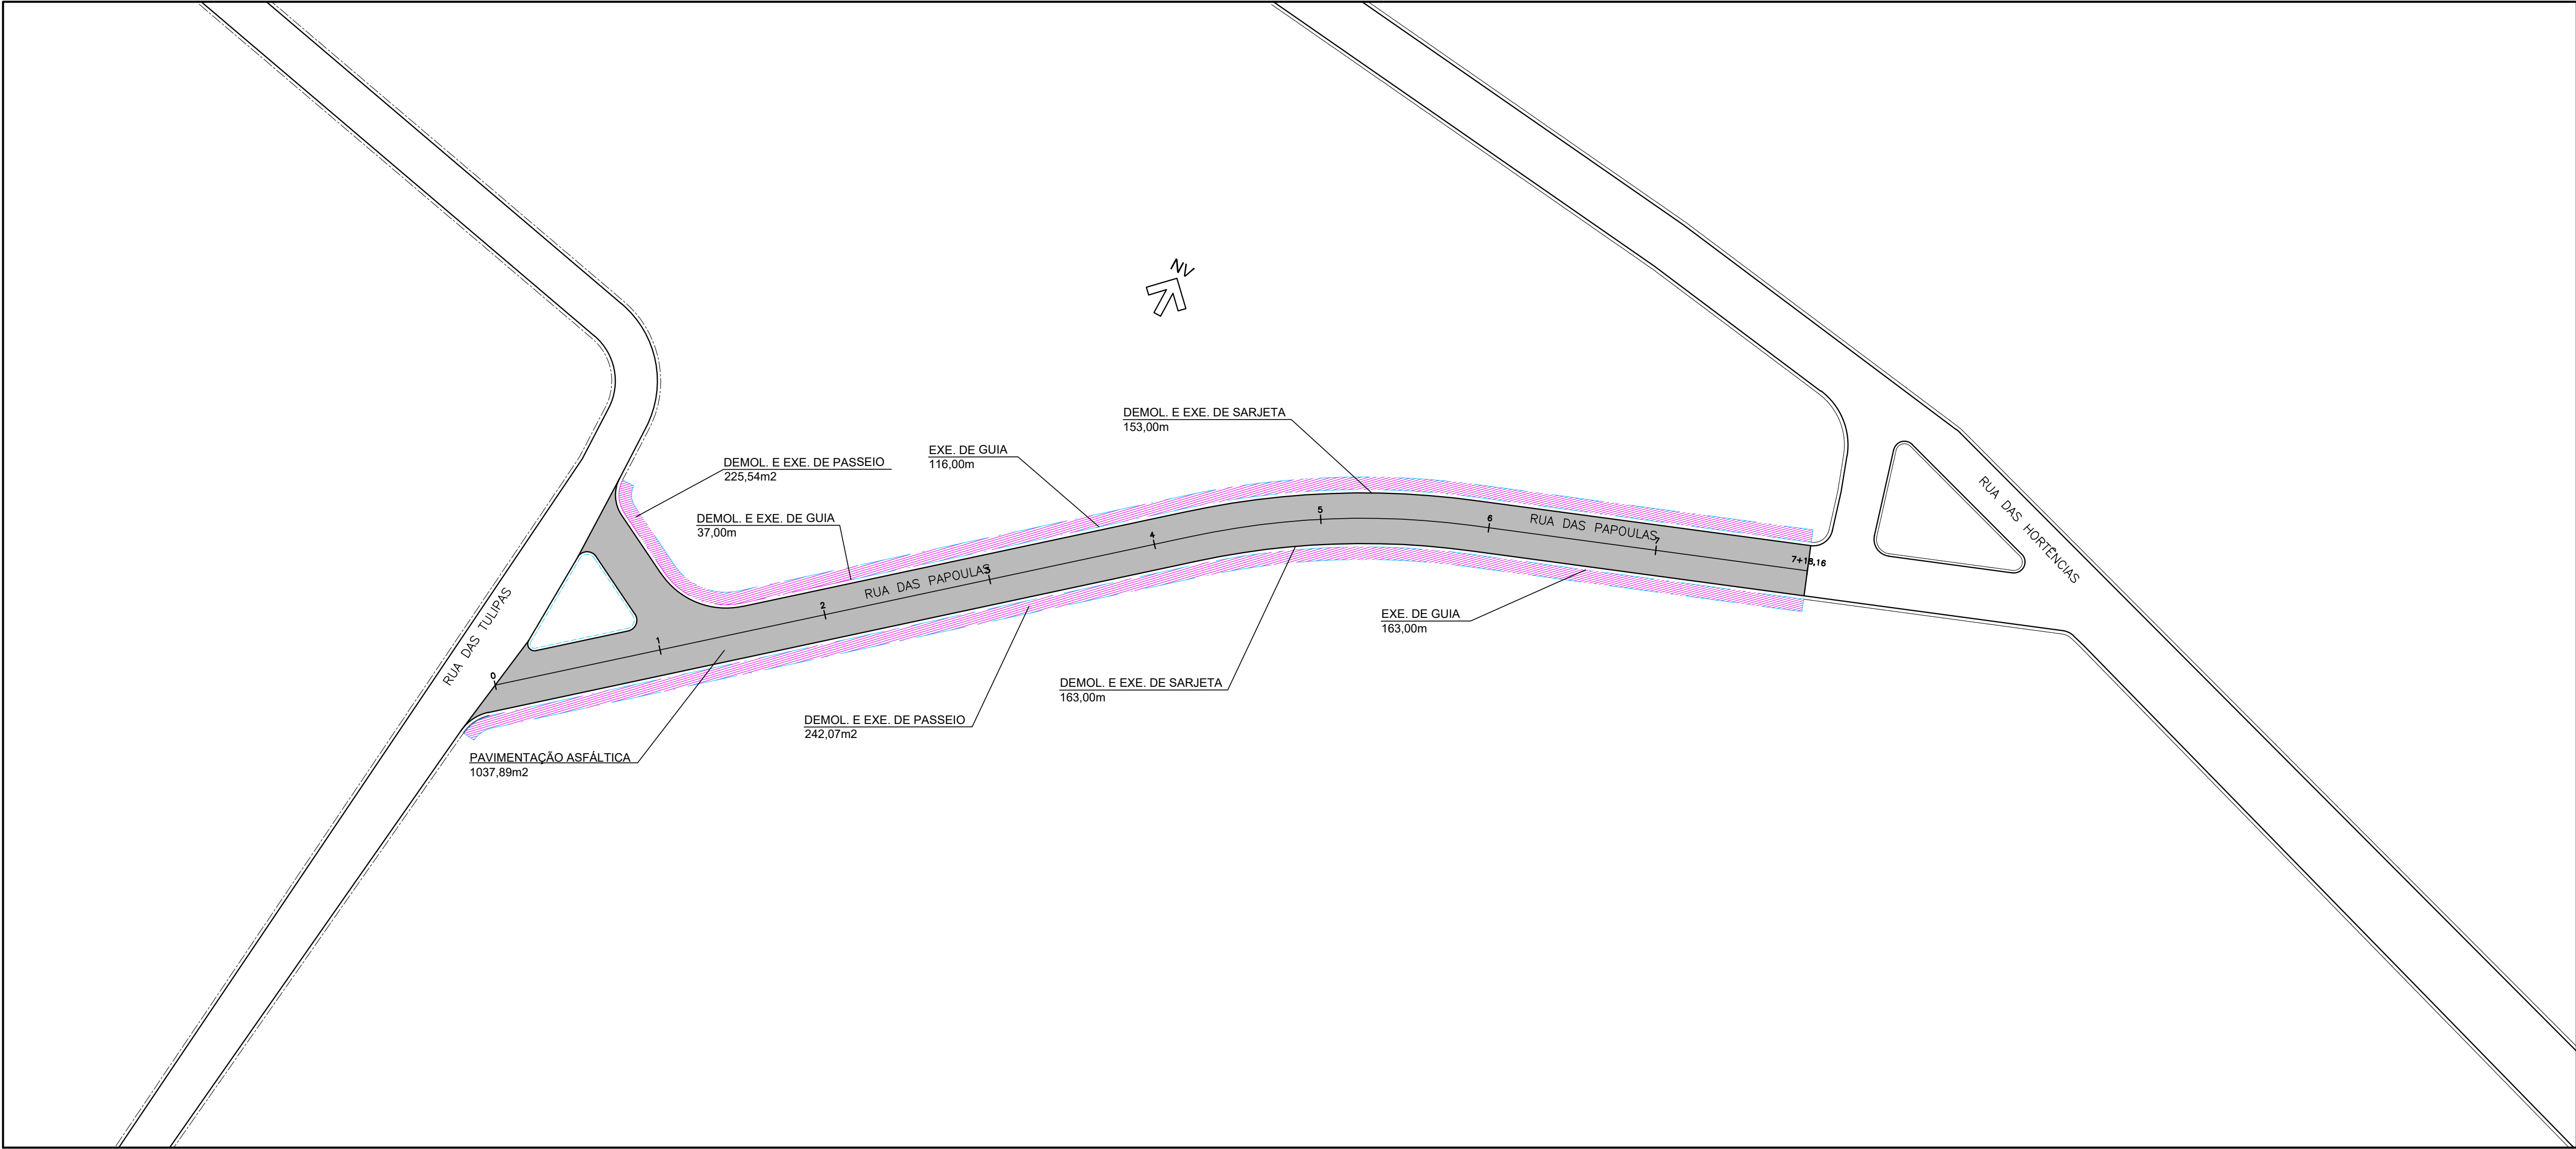 NV
DEMOL. E EXE. DE SARJETA
153,00m
EXE. DE GUIA
116,00m
DEMOL. E EXE. DE PASSEIO
225,54m2
DEMOL. E EXE. DE GUIA
37,00m
RUA DAS HORTÊNCIAS
RUA DAS PAPOULAS
RUA DAS PAPOULAS
0
1
2
3
4
5
6
7
7+18,16
RUA DAS TULIPAS
EXE. DE GUIA
163,00m
DEMOL. E EXE. DE SARJETA
163,00m
DEMOL. E EXE. DE PASSEIO
242,07m2
PAVIMENTAÇÃO ASFÁLTICA
1037,89m2